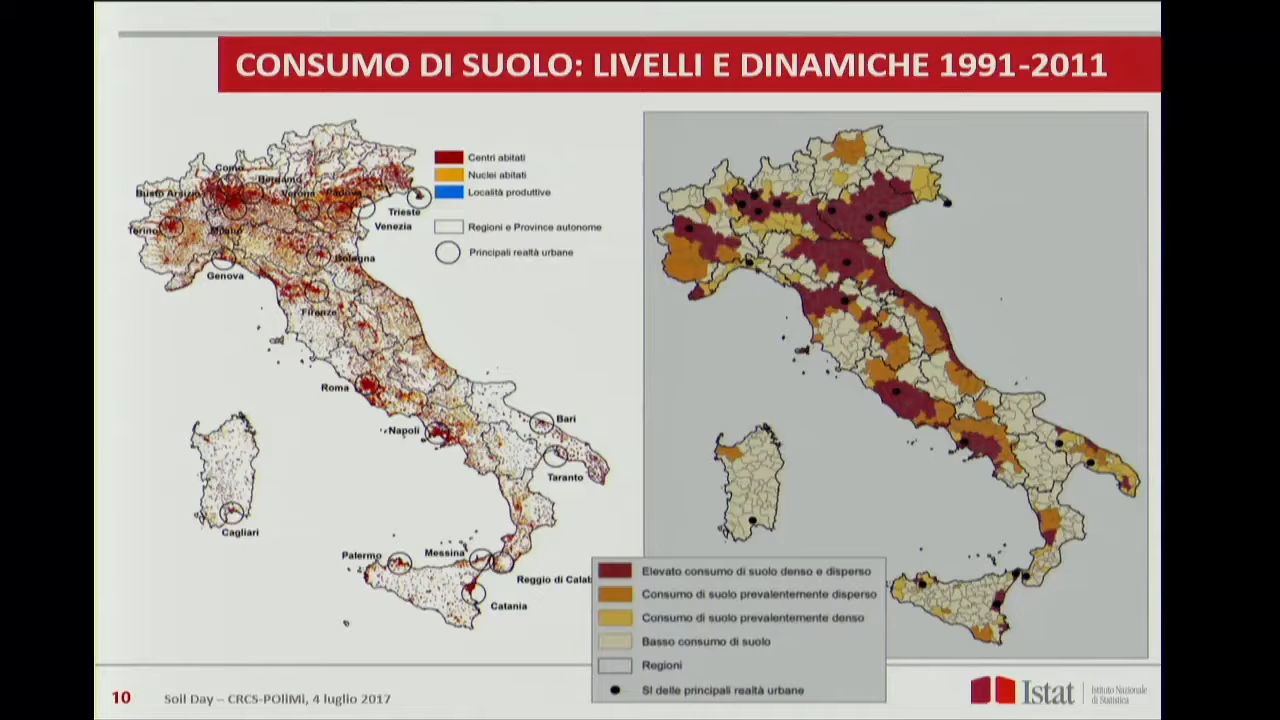 CONSUMO DI SUOLO: LIVELLI E DINAMICHE 1991-2011
Centri abitati
Nuclei abitati
Località produttive
Regioni e Province autonome
Principali realtà urbane
Como
Bergamo
Busto Arsizio
Verona
Padova
Trieste
Venezia
Torino
Milano
Bologna
Genova
Firenze
Roma
Napoli
Bari
Taranto
Cagliari
Palermo
Messina
Reggio di Calab
Catania
Elevato consumo di suolo denso e disperso
Consumo di suolo prevalentemente disperso
Consumo di suolo prevalentemente denso
Basso consumo di suolo
Regioni
SI delle principali realtà urbane
10
Soil Day – CRCS-POliMi, 4 luglio 2017
Istat
Istituto Nazionale
di Statistica